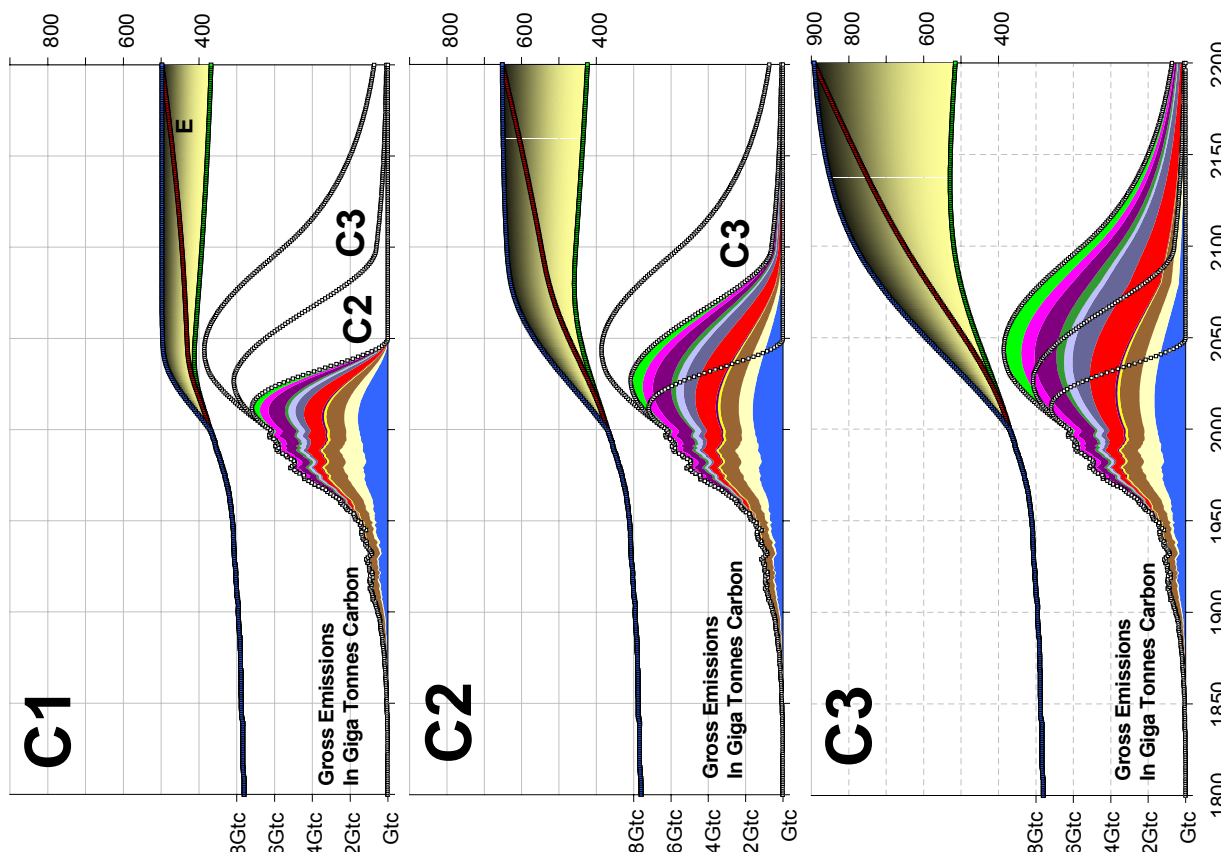 C1
800
600
400
E
C3
C2
Gross Emissions
In Giga Tonnes Carbon
8Gtc
6Gtc
4Gtc
2Gtc
Gtc
C2
800
600
400
C3
Gross Emissions
In Giga Tonnes Carbon
8Gtc
6Gtc
4Gtc
2Gtc
Gtc
C3
900
800
600
400
Gross Emissions
In Giga Tonnes Carbon
8Gtc
6Gtc
4Gtc
2Gtc
Gtc
1800
1850
1900
1950
2000
2050
2100
2150
2200